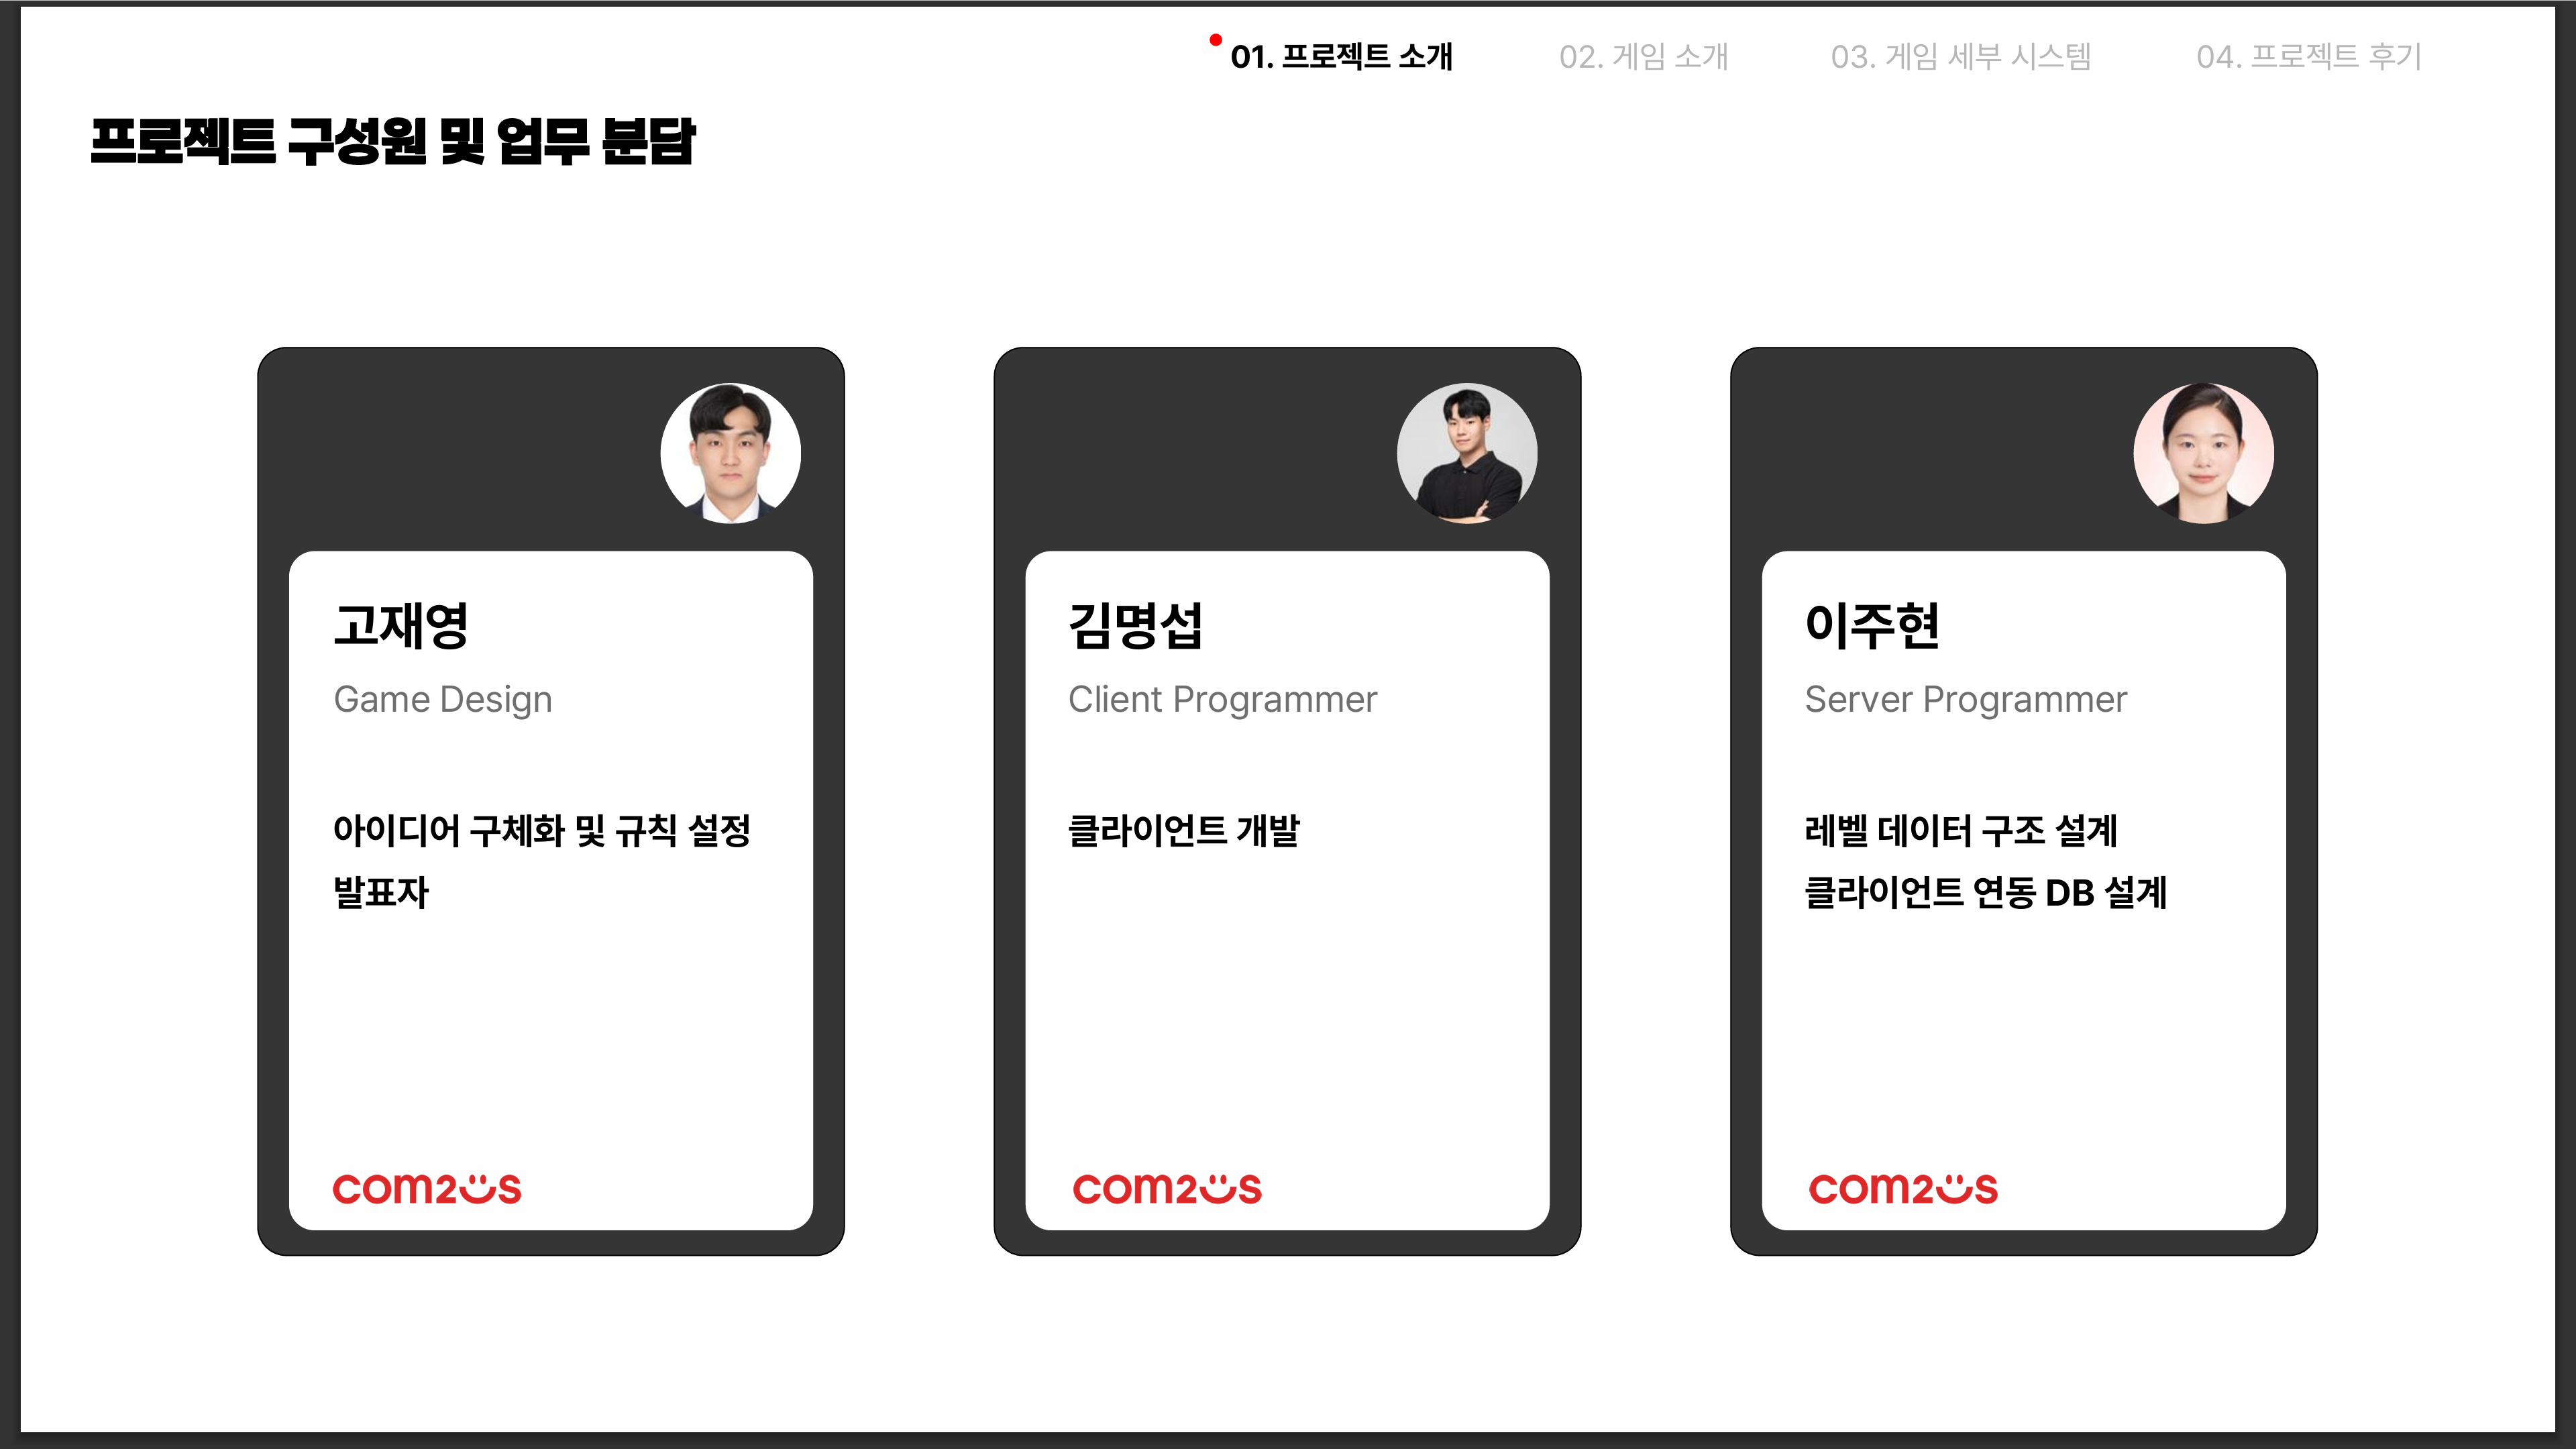 01. 프로젝트 소개
02. 게임 소개
03. 게임 세부 시스템
04. 프로젝트 후기
프로젝트 구성원 및 업무 분담
고재영
Game Design
아이디어 구체화 및 규칙 설정
발표자
com2us
김명섭
Client Programmer
클라이언트 개발
com2us
이주현
Server Programmer
레벨 데이터 구조 설계
클라이언트 연동 DB 설계
com2us